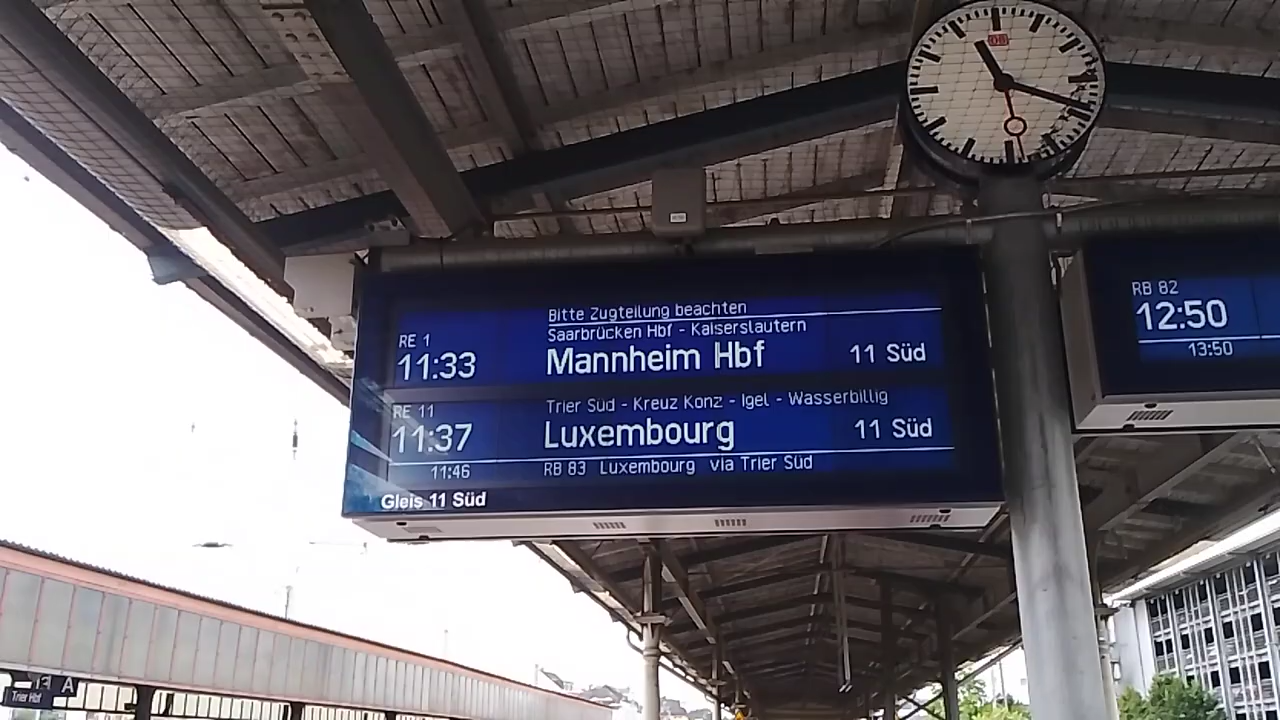 DB
Bitte Zugteilung beachten
Saarbrücken Hbf - Kaiserslautern
RE 1
11:33 Mannheim Hbf 11 Süd
RE 11 Trier Süd - Kreuz Konz - Igel - Wasserbillig
11:37 Luxembourg 11 Süd
11:46 RB 83 Luxembourg via Trier Süd
Gleis 11 Süd
RB 82
12:50
13:50
A
Trier Hbf